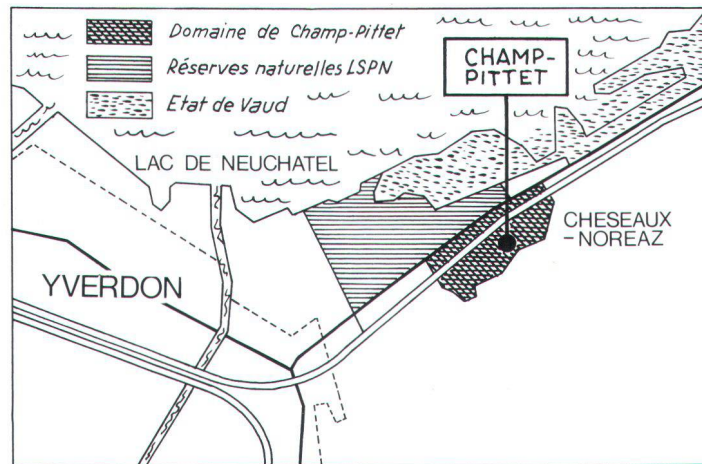 Domaine de Champ-Pittet
Réserves naturelles LSPN
Etat de Vaud
CHAMP-
PITTET
LAC DE NEUCHATEL
CHESEAUX
-NOREAZ
YVERDON